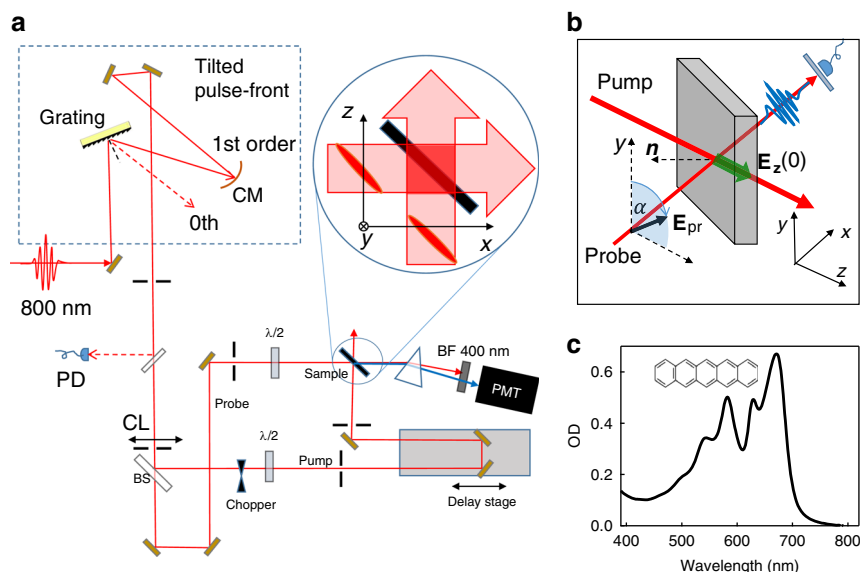 a
Tilted
pulse-front
Grating
1st order
CM
0th
800 nm
PD
CL
BS
Probe
λ/2
λ/2
Chopper
Pump
Sample
BF 400 nm
PMT
Delay stage
z
y
x
b
Pump
y
n
E_z(0)
α
E_pr
Probe
y
x
z
c
OD
0.6
0.4
0.2
0.0
400 500 600 700 800
Wavelength (nm)